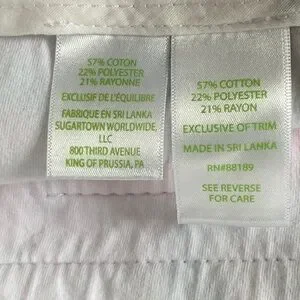 57% COTON
22% POLYESTER
21% RAYONNE
EXCLUSIF DE L'ÉQUILIBRE
FABRIQUE EN SRI LANKA
SUGARTOWN WORLDWIDE,
LLC
800 THIRD AVENUE
KING OF PRUSSIA, PA
57% COTTON
22% POLYESTER
21% RAYON
EXCLUSIVE OF TRIM
MADE IN SRI LANKA
RN#88189
SEE REVERSE
FOR CARE